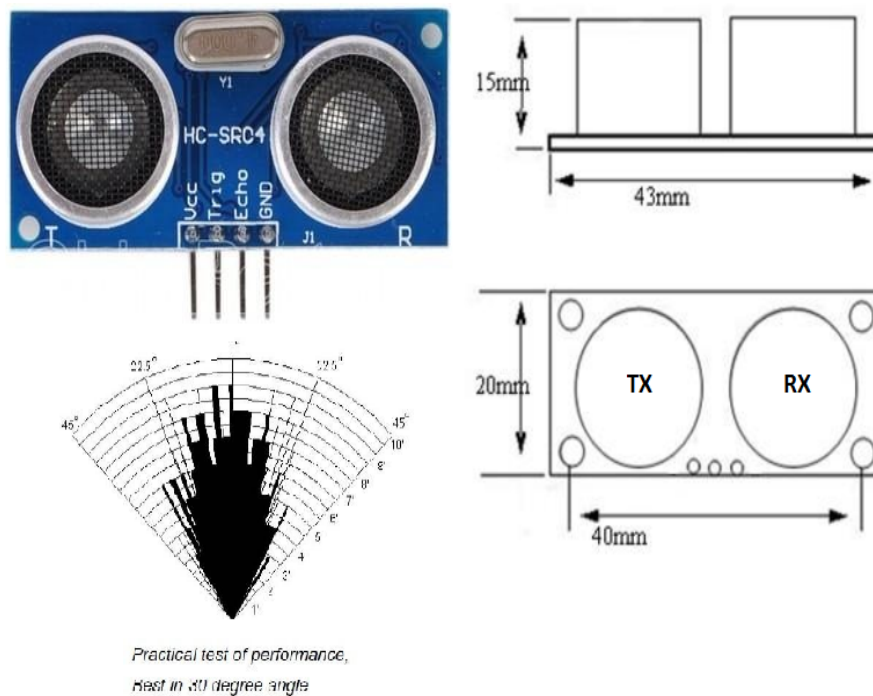 Y1
HC-SR04
Vcc
Trig
Echo
GND
T
J1
R
15mm
43mm
22.5°
22.5°
45°
45°
10'
9'
8'
7'
6'
5'
4
3'
2
1'
20mm
TX
RX
40mm
Practical test of performance,
Best in 30 degree angle